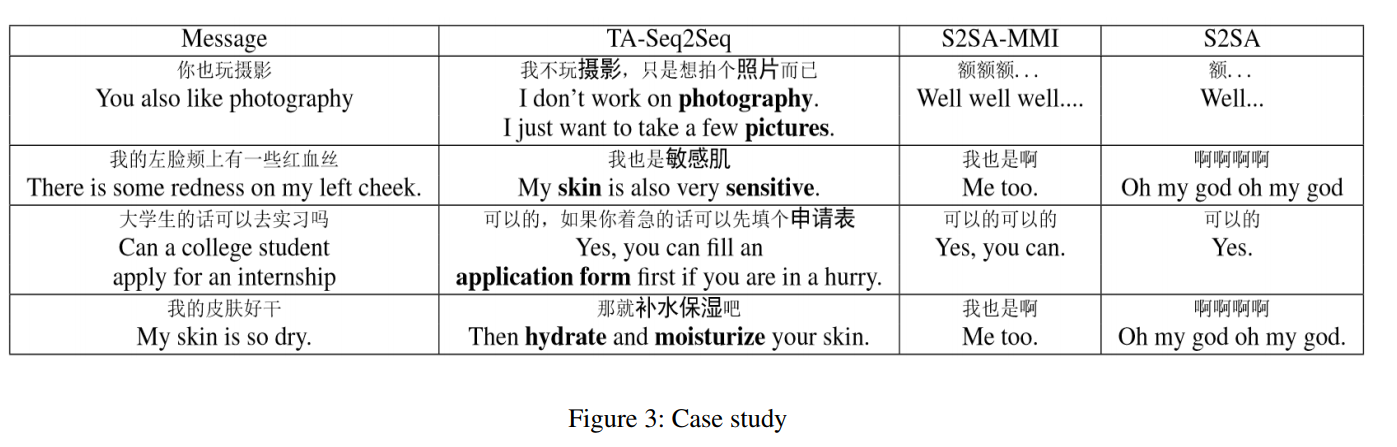 Message TA-Seq2Seq S2SA-MMI S2SA
你也玩摄影 我不玩摄影，只是想拍个照片而已 额额额... 额...
You also like photography I don't work on photography. Well well well.... Well...
I just want to take a few pictures.
我的左脸颊上有一些红血丝 我也是敏感肌 我也是啊 啊啊啊啊
There is some redness on my left cheek. My skin is also very sensitive. Me too. Oh my god oh my god
大学生的话可以去实习吗 可以的，如果你着急的话可以先填个申请表 可以的可以的 可以的
Can a college student Yes, you can fill an Yes, you can. Yes.
apply for an internship application form first if you are in a hurry.
我的皮肤好干 那就补水保湿吧 我也是啊 啊啊啊啊
My skin is so dry. Then hydrate and moisturize your skin. Me too. Oh my god oh my god.
Figure 3: Case study